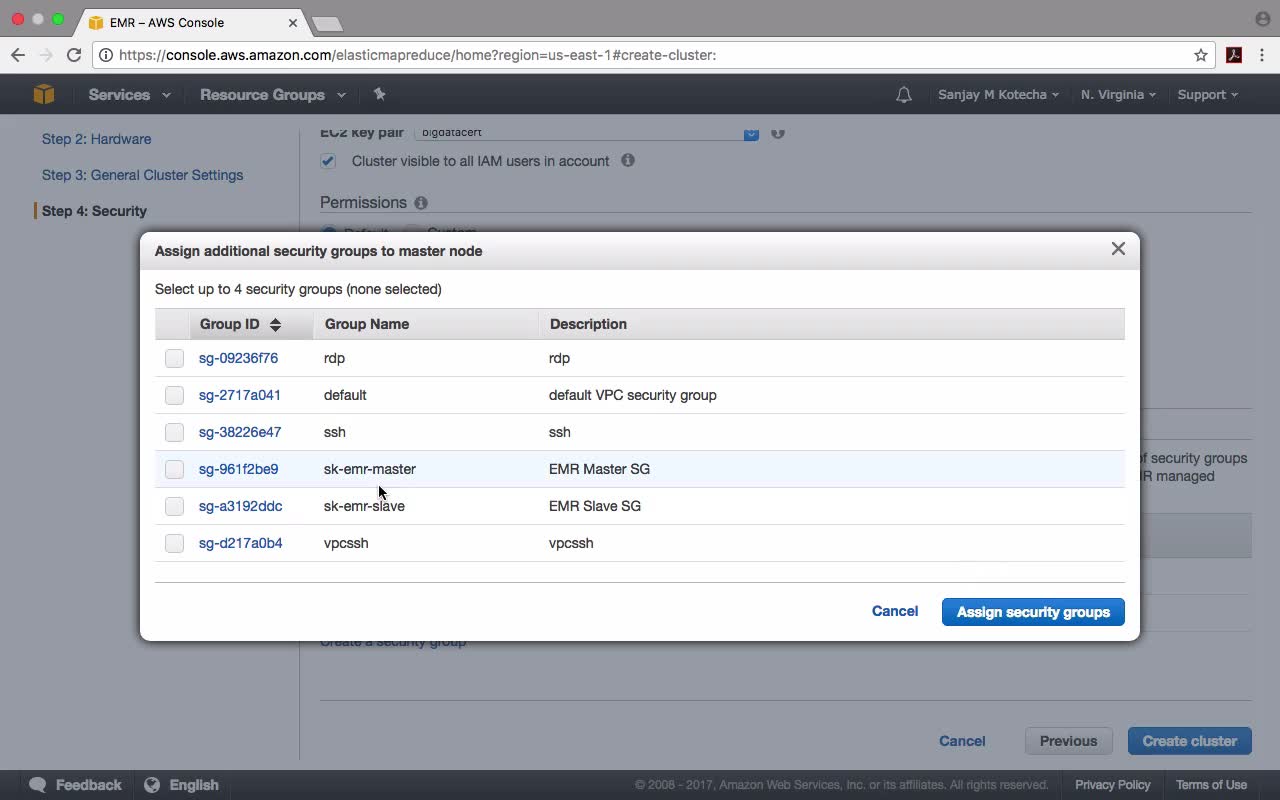 EMR – AWS Console
https://console.aws.amazon.com/elasticmapreduce/home?region=us-east-1#create-cluster:
Services Resource Groups Sanjay M Kotecha N. Virginia Support
Step 2: Hardware
Step 3: General Cluster Settings
Step 4: Security
EC2 key pair bigdatacert
Cluster visible to all IAM users in account
Permissions
Default Custom
Assign additional security groups to master node
Select up to 4 security groups (none selected)
Group ID Group Name Description
sg-09236f76 rdp rdp
sg-2717a041 default default VPC security group
sg-38226e47 ssh ssh
sg-961f2be9 sk-emr-master EMR Master SG
sg-a3192ddc sk-emr-slave EMR Slave SG
sg-d217a0b4 vpcssh vpcssh
Cancel Assign security groups
of security groups
managed
Create a security group
Cancel Previous Create cluster
Feedback English © 2008 - 2017, Amazon Web Services, Inc. or its affiliates. All rights reserved. Privacy Policy Terms of Use